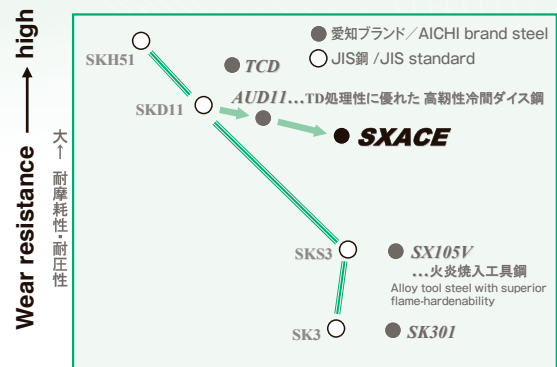 愛知ブランド／AICHI brand steel
JIS鋼 /JIS standard
SKH51
TCD
AUD11...TD処理性に優れた 高靭性冷間ダイス鋼
SKD11
SXACE
SKS3
SX105V
...火炎焼入工具鋼
Alloy tool steel with superior
flame-hardenability
SK3
SK301
Wear resistance → high
大← 耐摩耗性・耐圧性